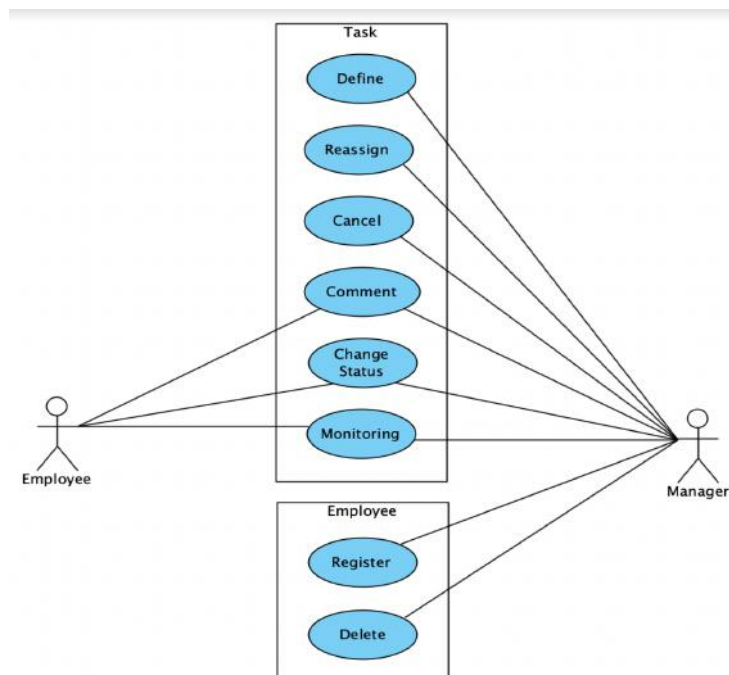 Task
Define
Reassign
Cancel
Comment
Change
Status
Monitoring
Employee
Manager
Employee
Register
Delete